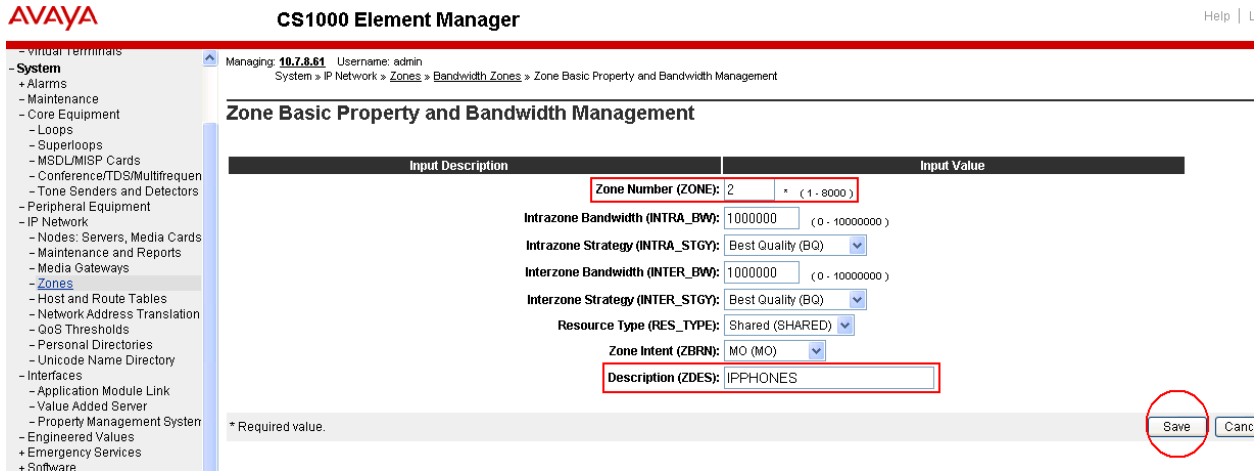 AVAYA
CS1000 Element Manager
Help |
- Virtual Terminals
- System
+ Alarms
- Maintenance
- Core Equipment
- Loops
- Superloops
- MSDL/MISP Cards
- Conference/TDS/Multifrequen
- Tone Senders and Detectors
- Peripheral Equipment
- IP Network
- Nodes: Servers, Media Cards
- Maintenance and Reports
- Media Gateways
- Zones
- Host and Route Tables
- Network Address Translation
- QoS Thresholds
- Personal Directories
- Unicode Name Directory
- Interfaces
- Application Module Link
- Value Added Server
- Property Management System
- Engineered Values
+ Emergency Services
+ Software
Managing: 10.7.8.61 Username: admin
System » IP Network » Zones » Bandwidth Zones » Zone Basic Property and Bandwidth Management
Zone Basic Property and Bandwidth Management
Input Description Input Value
Zone Number (ZONE): 2 * (1 - 8000)
Intrazone Bandwidth (INTRA_BW): 1000000 (0 - 10000000)
Intrazone Strategy (INTRA_STGY): Best Quality (BQ)
Interzone Bandwidth (INTER_BW): 1000000 (0 - 10000000)
Interzone Strategy (INTER_STGY): Best Quality (BQ)
Resource Type (RES_TYPE): Shared (SHARED)
Zone Intent (ZBRN): MO (MO)
Description (ZDES): IPPHONES
* Required value. Save Canc